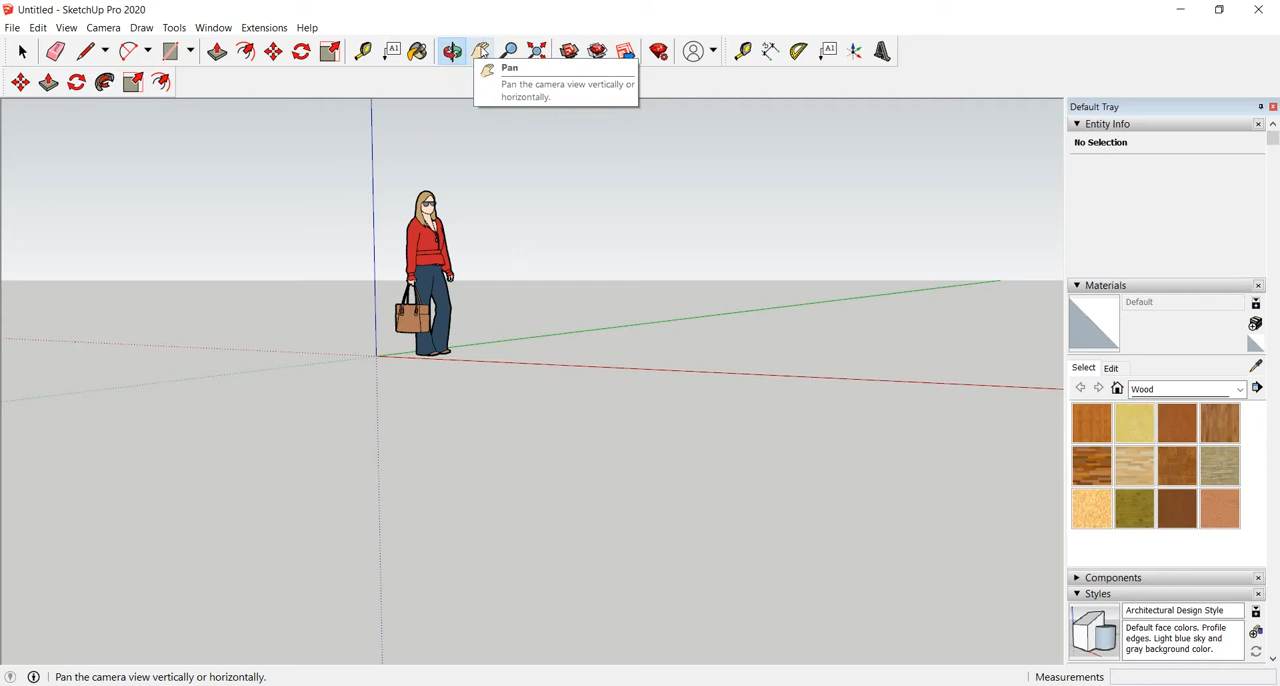 Untitled - SketchUp Pro 2020
File Edit View Camera Draw Tools Window Extensions Help
A1
A1
Pan
Pan the camera view vertically or
horizontally.
Default Tray
Entity Info
No Selection
Materials
Default
Select Edit
Wood
Components
Styles
Architectural Design Style
Default face colors. Profile
edges. Light blue sky and
gray background color.
Pan the camera view vertically or horizontally.
Measurements